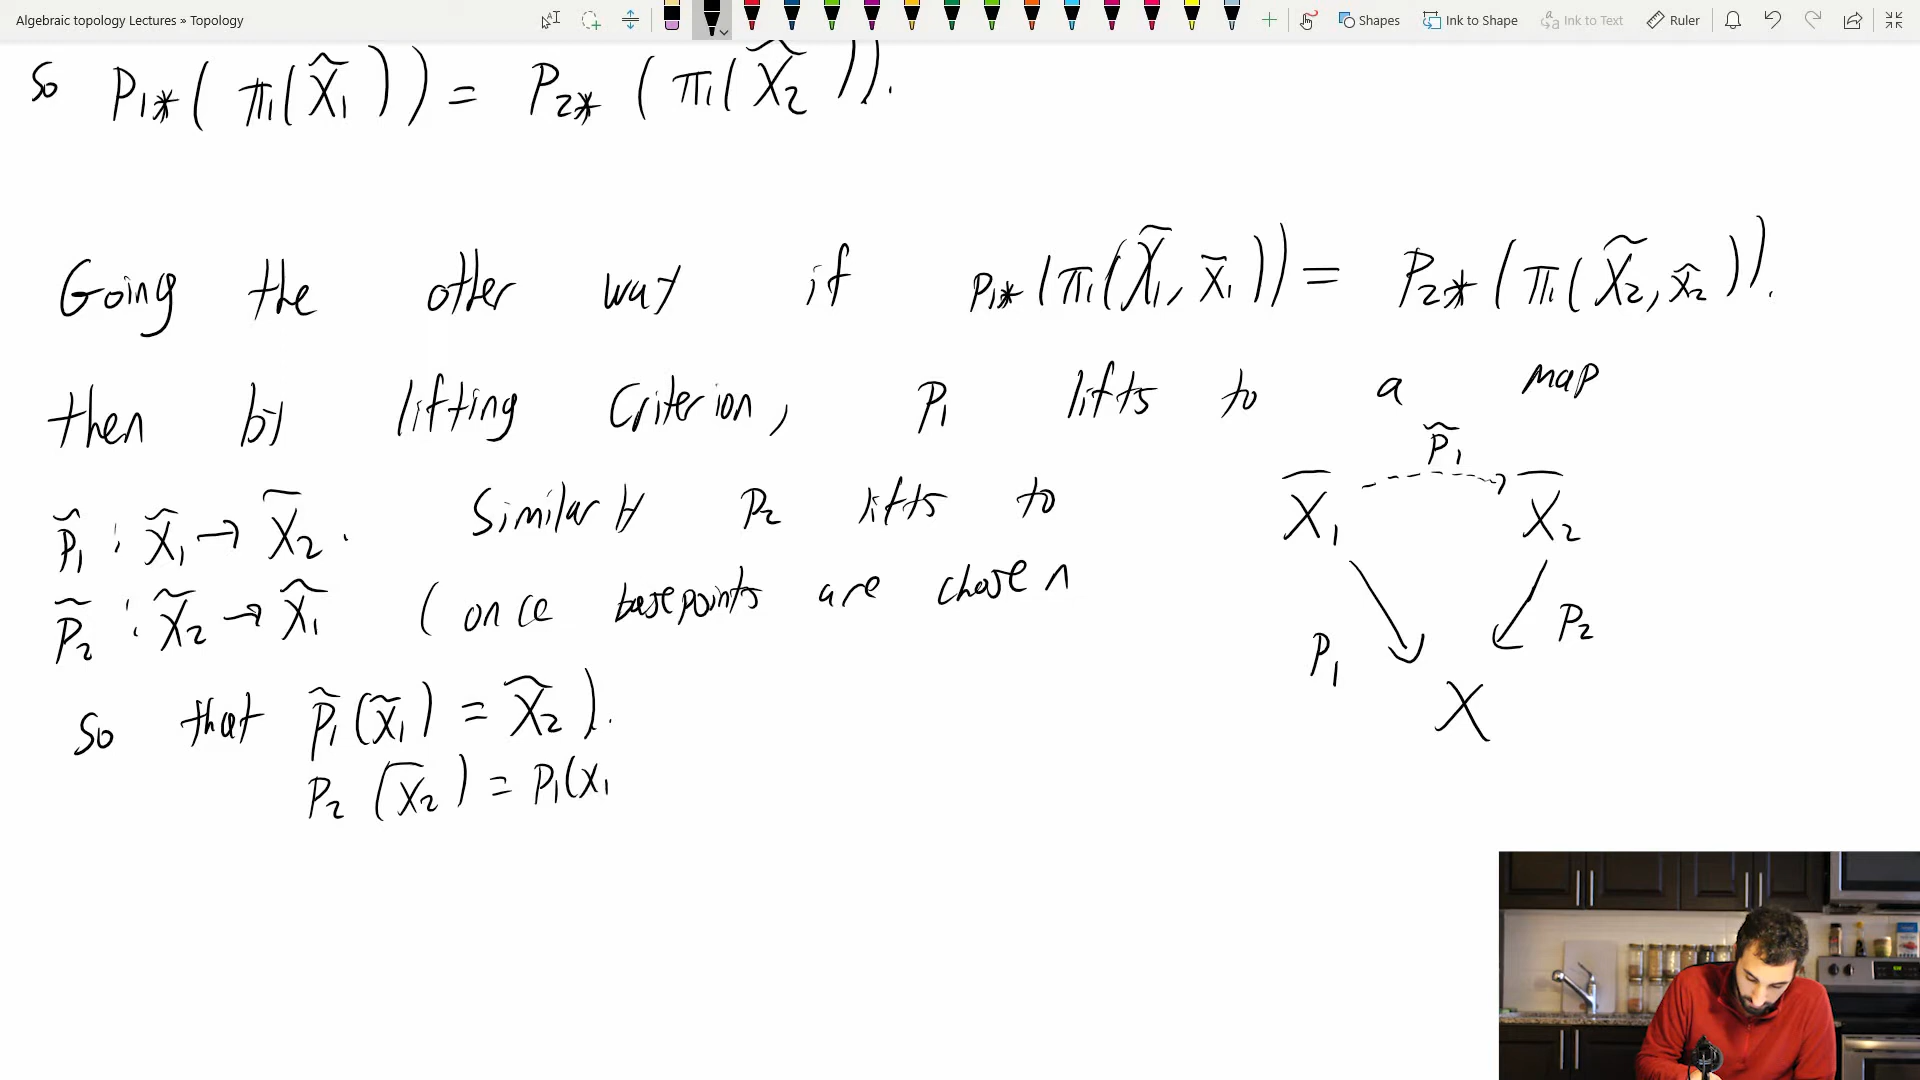 Algebraic topology Lectures » Topology
Shapes Ink to Shape Ink to Text Ruler
So P₁*(π₁(X̃₁)) = P₂*(π₁(X̃₂)).
Going the other way if p₁*(π₁(X̃₁, x̃₁)) = P₂*(π₁(X̃₂, x̃₂)).
then by lifting Criterion, P₁ lifts to a map
p̃₁ : X̃₁ → X̃₂. Similarly P₂ lifts to
p̃₂ : X̃₂ → X̃₁ (once basepoints are chosen
So that p̃₁(x̃₁) = x̃₂).
P₂(x̃₂) = P₁(x₁
p̃₁
X̃₁ X̃₂
P₁ P₂
X